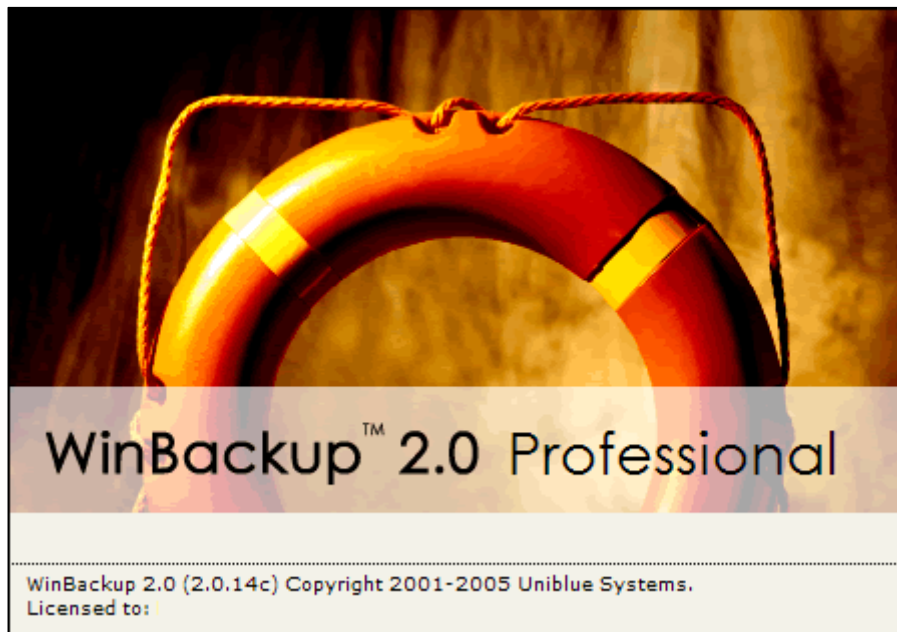 WinBackup™ 2.0 Professional
WinBackup 2.0 (2.0.14c) Copyright 2001-2005 Uniblue Systems.
Licensed to: